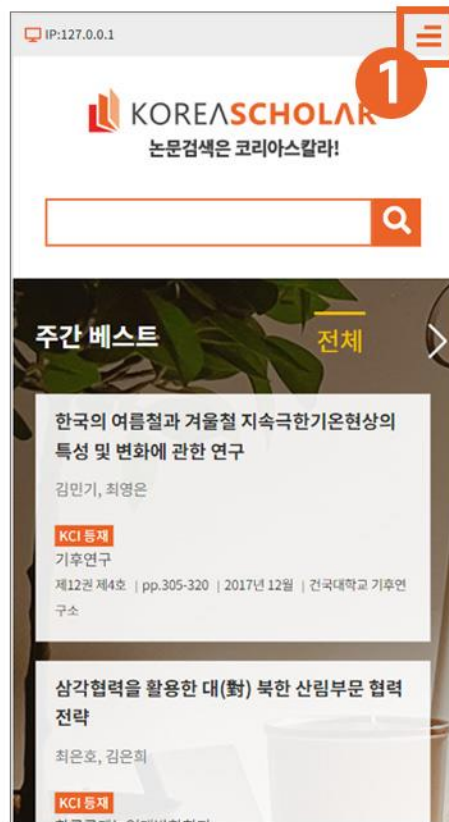 IP:127.0.0.1
1
KOREASCHOLAR
논문검색은 코리아스칼라!
주간 베스트
전체
한국의 여름철과 겨울철 지속극한기온현상의
특성 및 변화에 관한 연구
김민기, 최영은
KCI 등재
기후연구
제12권 제4호 | pp.305-320 | 2017년 12월 | 건국대학교 기후연
구소
삼각협력을 활용한 대(對) 북한 산림부문 협력
전략
최은호, 김은희
KCI 등재